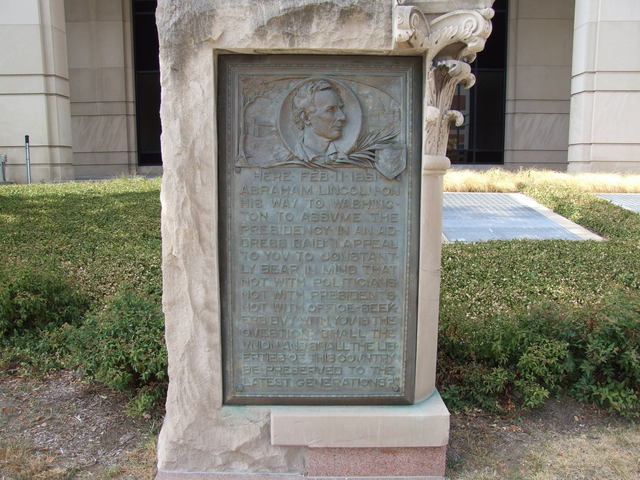 HERE FEB·11·1861
ABRAHAM LINCOLN·ON
HIS WAY TO WASHING-
TON TO ASSUME THE
PRESIDENCY IN AN AD-
DRESS SAID "I APPEAL
TO YOU TO CONSTANT-
LY BEAR IN MIND THAT
NOT WITH POLITICIANS
NOT WITH PRESIDENTS
NOT WITH OFFICE-SEEK-
ERS BUT WITH YOU IS THE
QUESTION: SHALL THE
UNION AND SHALL THE LIB-
ERTIES OF THIS COUNTRY
BE PRESERVED TO THE
LATEST GENERATIONS?"